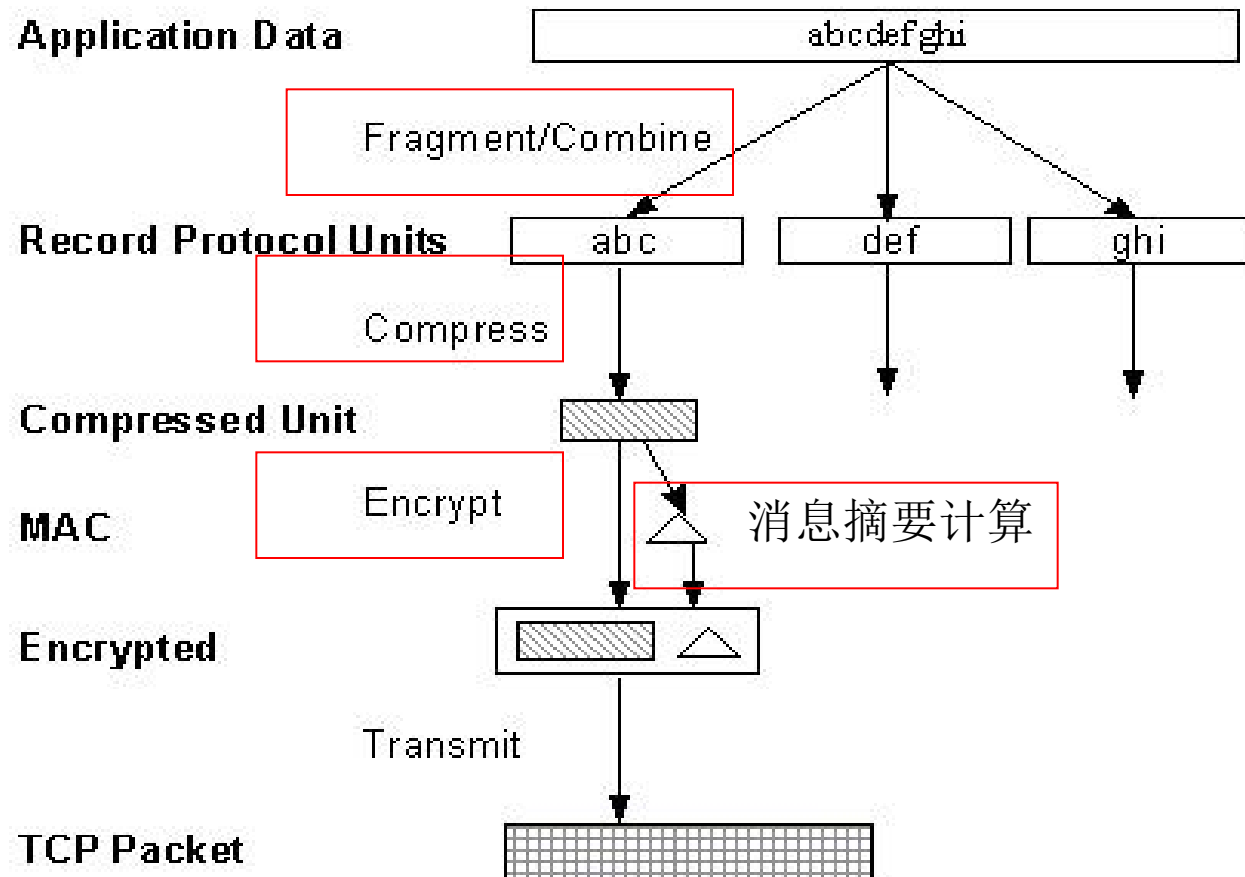 Application Data
abcdefghi
Fragment/Combine
Record Protocol Units
abc
def
ghi
Compress
Compressed Unit
Encrypt
消息摘要计算
MAC
Encrypted
Transmit
TCP Packet